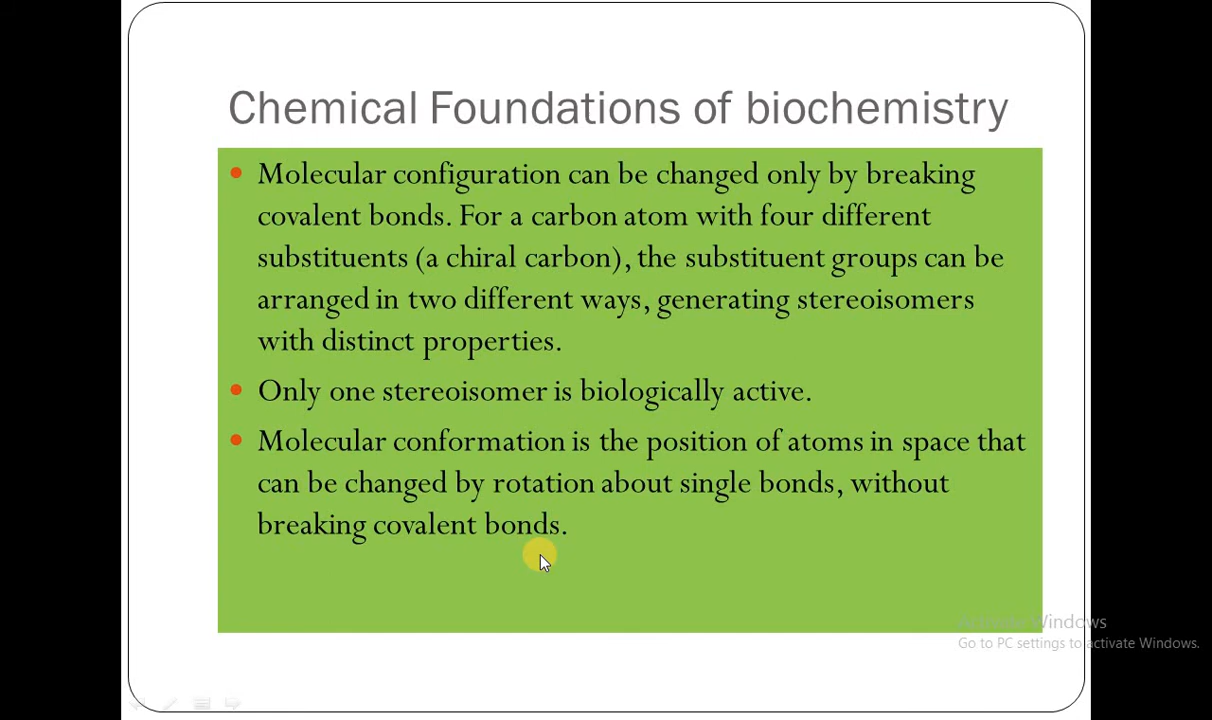 Chemical Foundations of biochemistry
Molecular configuration can be changed only by breaking
covalent bonds. For a carbon atom with four different
substituents (a chiral carbon), the substituent groups can be
arranged in two different ways, generating stereoisomers
with distinct properties.
Only one stereoisomer is biologically active.
Molecular conformation is the position of atoms in space that
can be changed by rotation about single bonds, without
breaking covalent bonds.
Activate Windows
Go to PC settings to activate Windows.